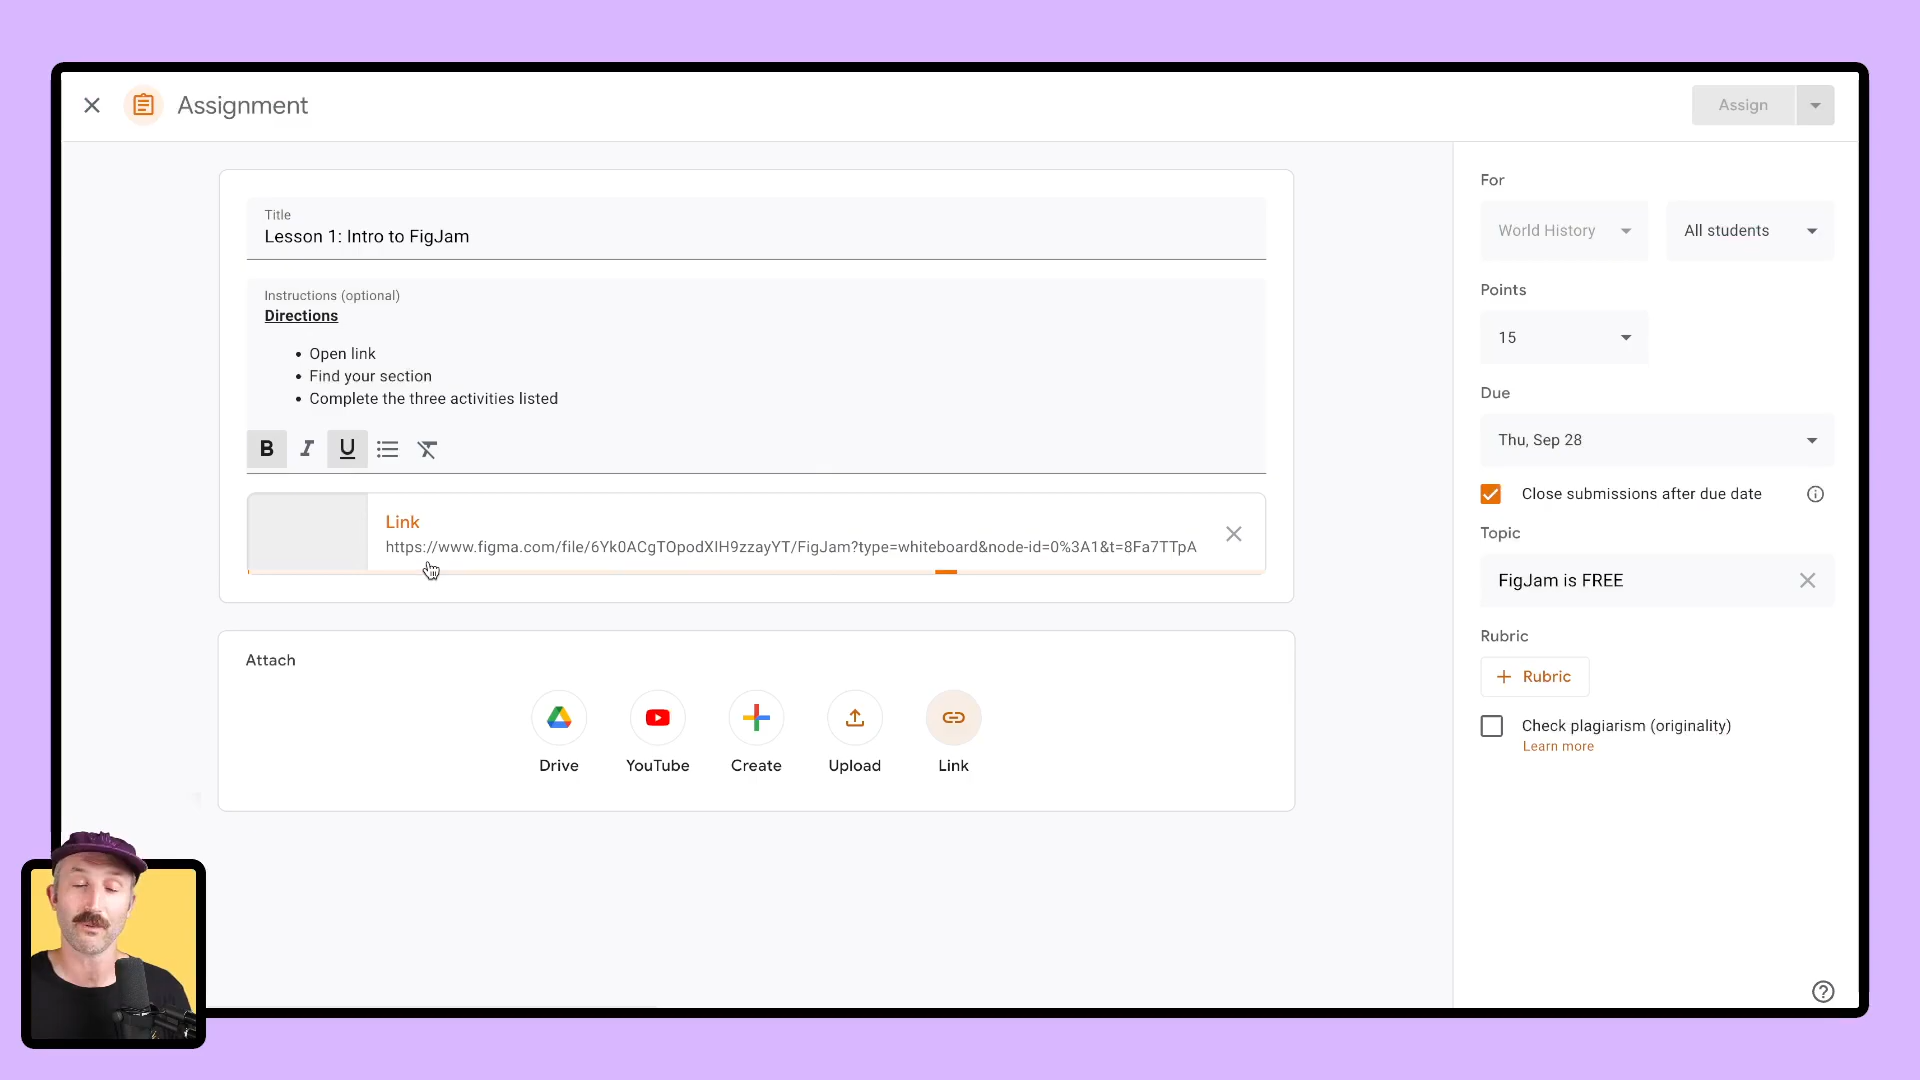 Assignment
Assign
Title
Lesson 1: Intro to FigJam
Instructions (optional)
Directions
• Open link
• Find your section
• Complete the three activities listed
B I U
Link
https://www.figma.com/file/6Yk0ACgTOpodXIH9zzayYT/FigJam?type=whiteboard&node-id=0%3A1&t=8Fa7TTpA
Attach
Drive
YouTube
Create
Upload
Link
For
World History
All students
Points
15
Due
Thu, Sep 28
Close submissions after due date
Topic
FigJam is FREE
Rubric
+ Rubric
Check plagiarism (originality)
Learn more